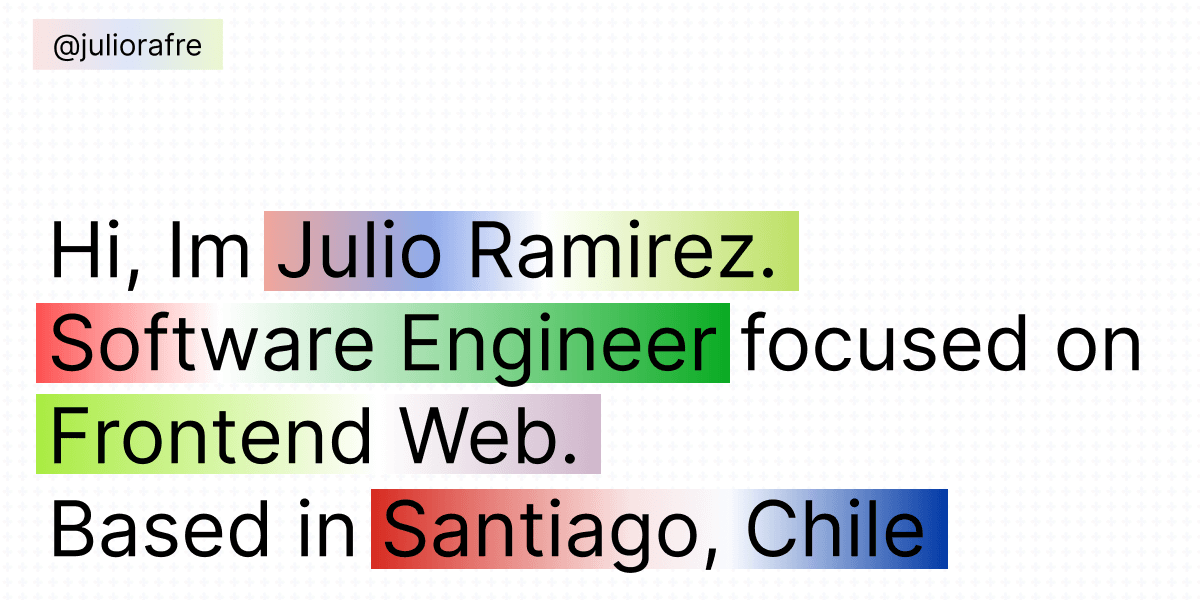 @juliorafre
Hi, Im Julio Ramirez.
Software Engineer focused on
Frontend Web.
Based in Santiago, Chile